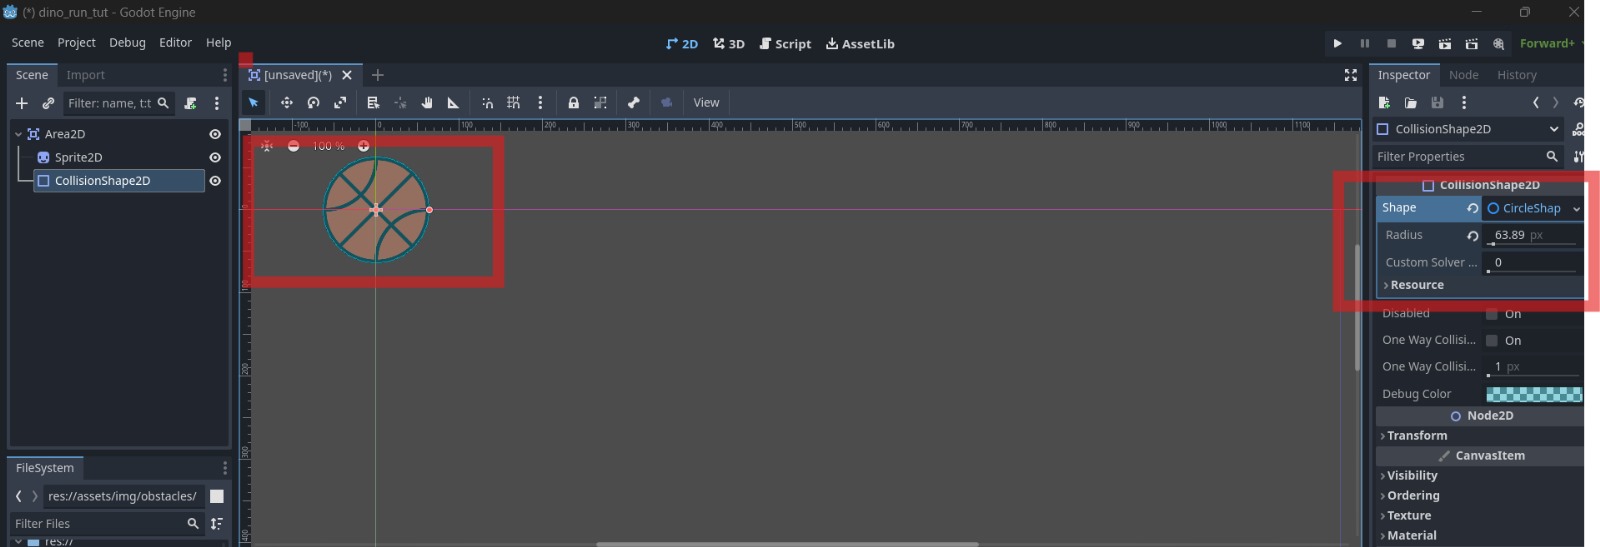 (*) dino_run_tut - Godot Engine
Scene Project Debug Editor Help
2D 3D Script AssetLib
Forward+
Scene Import
[unsaved](*)
Inspector Node History
Filter: name, t:t
View
Area2D
Sprite2D
CollisionShape2D
-100 0 100 200 300 400 500 600 700 800 900 1000 1100
100 %
0
100
200
300
400
CollisionShape2D
Filter Properties
CollisionShape2D
Shape CircleShap
Radius 63.89 px
Custom Solver ... 0
Resource
Disabled On
One Way Collisi... On
One Way Collisi... 1 px
Debug Color
Node2D
Transform
CanvasItem
Visibility
Ordering
Texture
Material
FileSystem
res://assets/img/obstacles/
Filter Files
res://